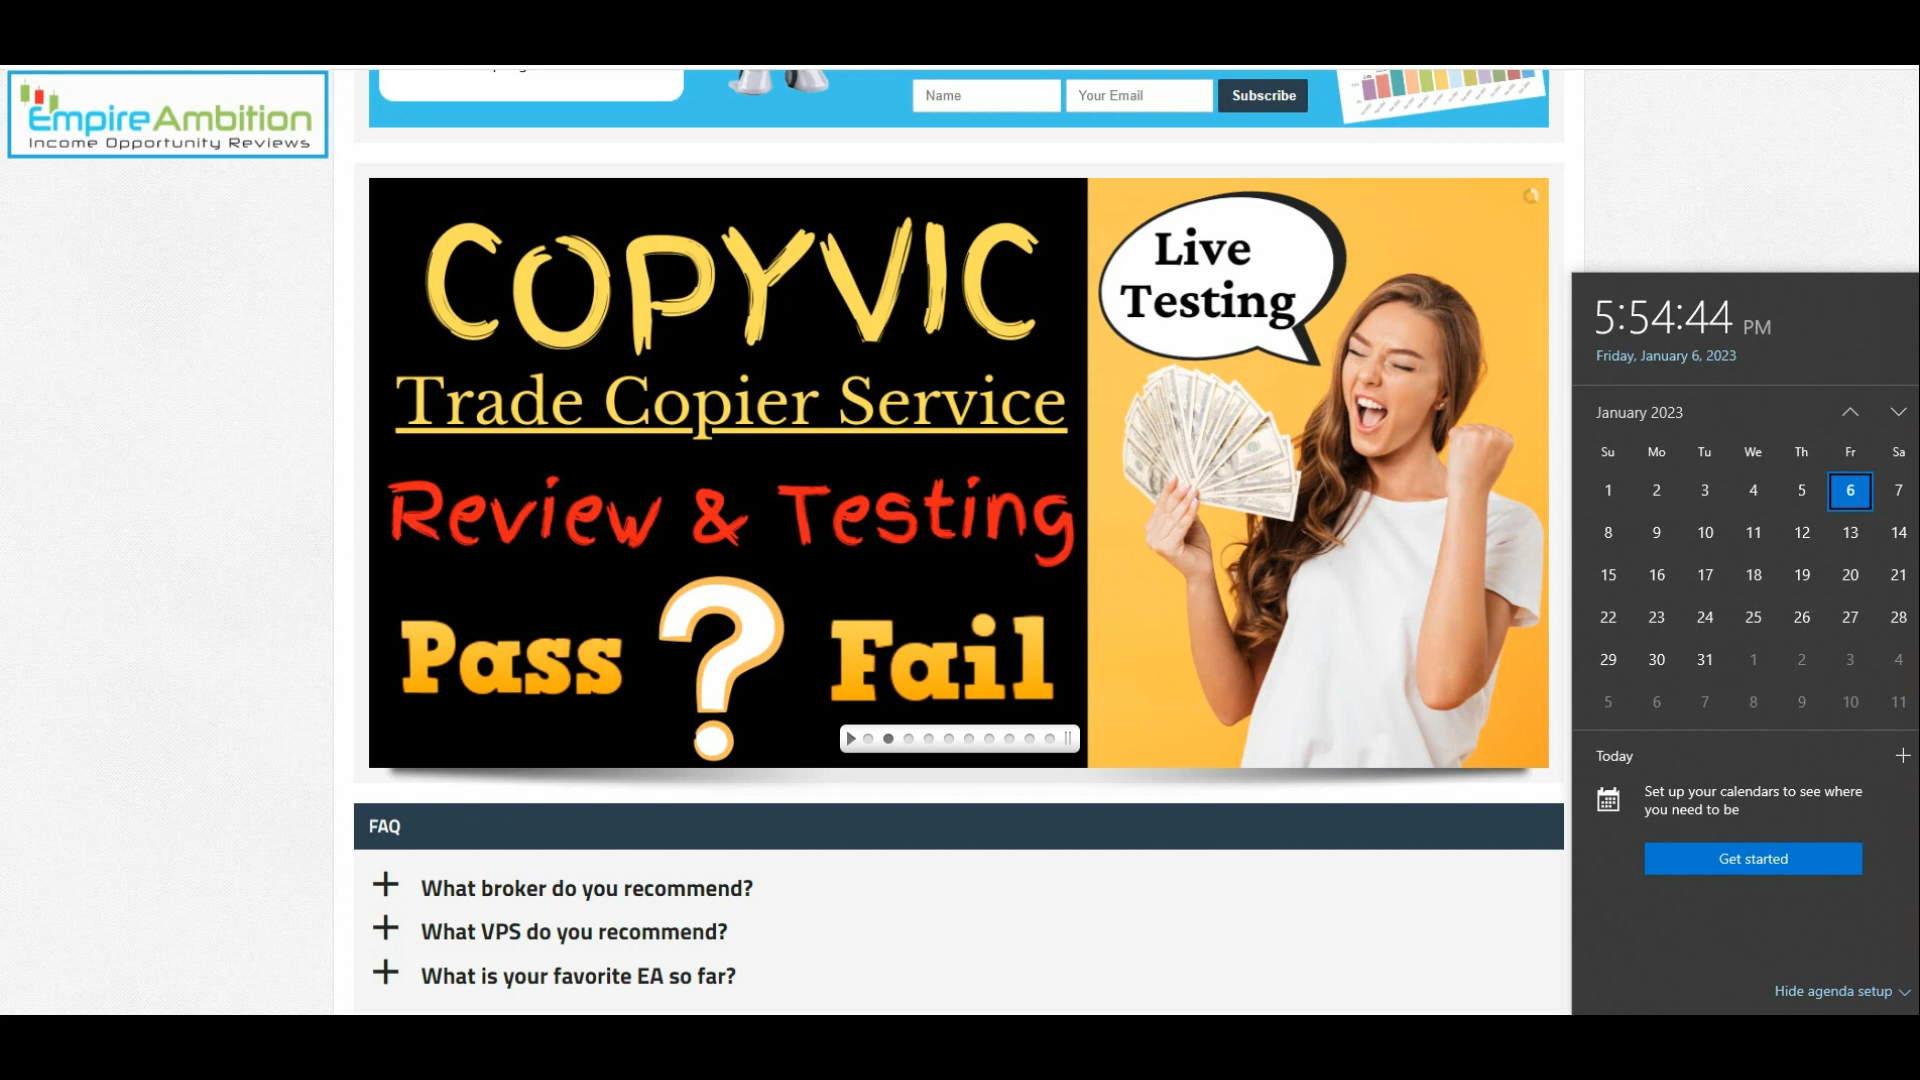 EmpireAmbition
Income Opportunity Reviews
Name
Your Email
Subscribe
COPYVIC
Trade Copier Service
Review & Testing
Pass ? Fail
Live
Testing
FAQ
What broker do you recommend?
What VPS do you recommend?
What is your favorite EA so far?
5:54:44 PM
Friday, January 6, 2023
January 2023
Su Mo Tu We Th Fr Sa
1 2 3 4 5 6 7
8 9 10 11 12 13 14
15 16 17 18 19 20 21
22 23 24 25 26 27 28
29 30 31 1 2 3 4
5 6 7 8 9 10 11
Today
Set up your calendars to see where
you need to be
Get started
Hide agenda setup